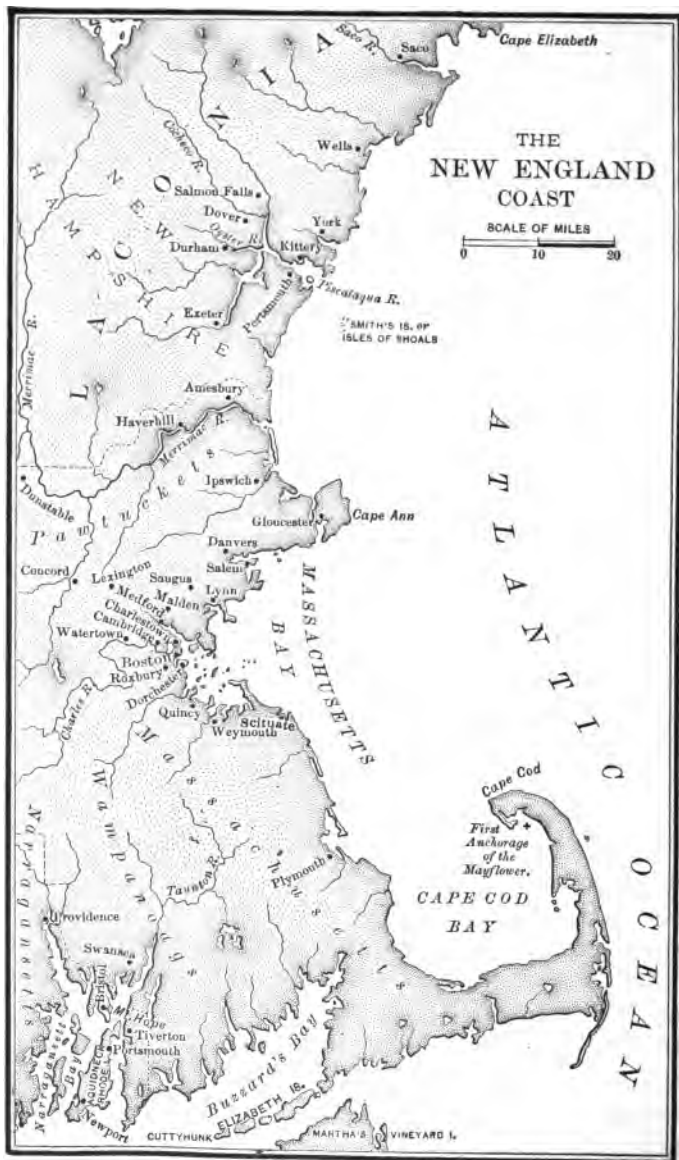 Saco R.
Saco
Cape Elizabeth
LACONIA
Wells
THE
NEW ENGLAND
COAST
SCALE OF MILES
0 10 20
Cocheco R.
NEW
HAMPSHIRE
Salmon Falls
Dover
York
Oyster R.
Durham
Kittery
Piscataqua R.
Portsmouth
Exeter
SMITH'S IS. OR
ISLES OF SHOALS
Merrimac R.
Amesbury
Haverhill
Merrimac R.
Dunstable
Pawtuckets
Ipswich
Gloucester
Cape Ann
Danvers
Salem
Concord
Lexington
Saugus
Lynn
Medford
Malden
Charlestown
Cambridge
Watertown
Boston
Roxbury
Dorchester
Charles R.
Quincy
Weymouth
Scituate
MASSACHUSETTS
BAY
ATLANTIC
OCEAN
Massachusetts
Wampanoags
Narragansetts
Taunton R.
Plymouth
Cape Cod
First
Anchorage
of the
Mayflower.
CAPE COD
BAY
Providence
Swansea
Bristol
Mt. Hope
Tiverton
Portsmouth
AQUIDNECK
RHODE I.
Narragansett
Bay
Newport
Buzzard's Bay
CUTTYHUNK
ELIZABETH IS.
MARTHA'S VINEYARD I.